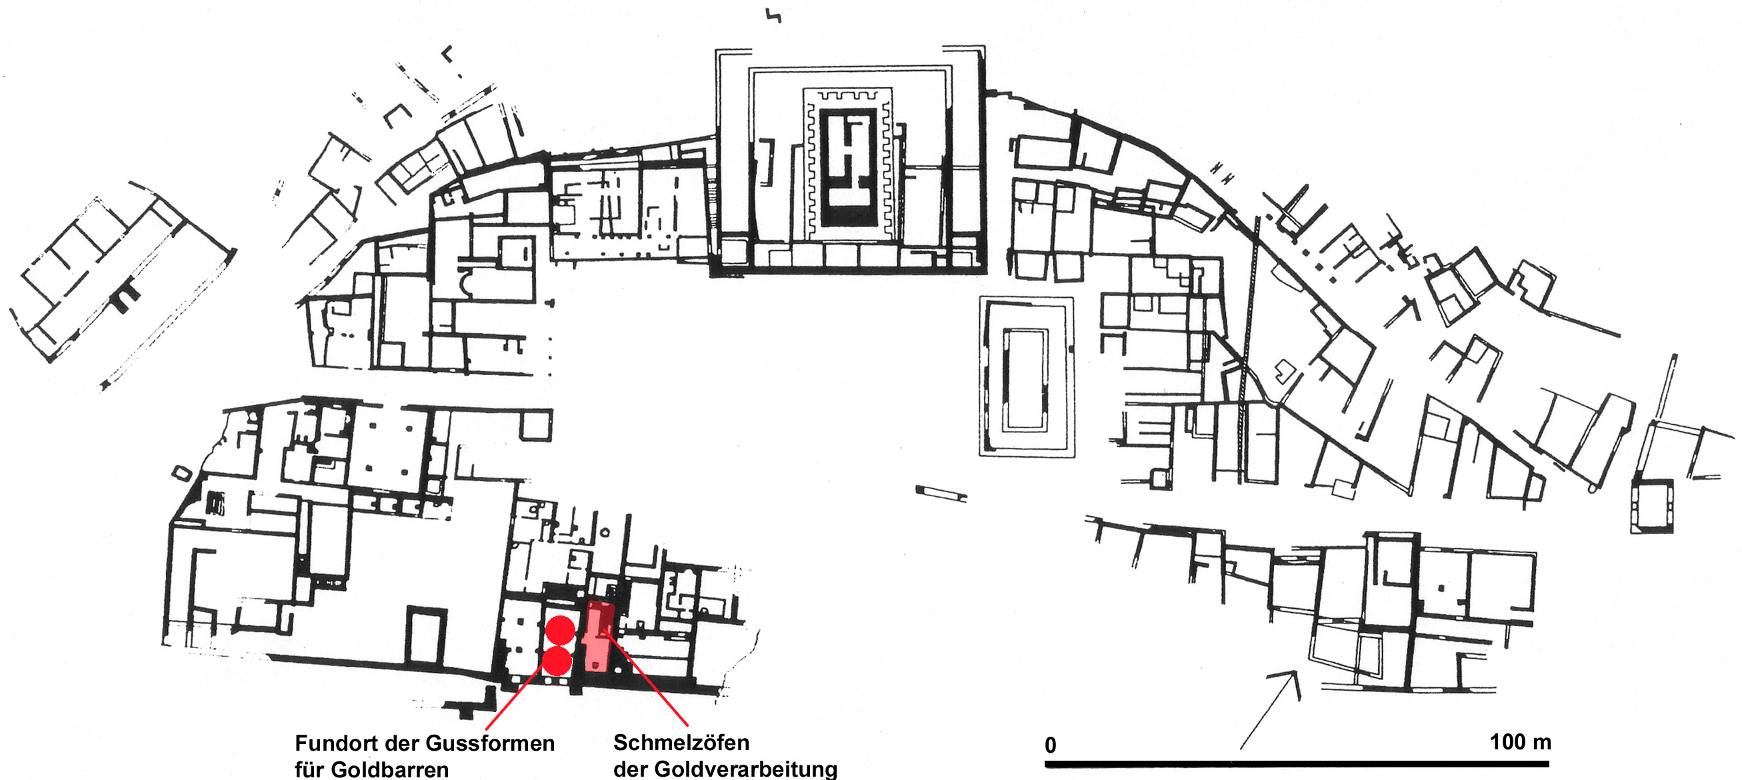 Fundort der Gussformen
für Goldbarren
Schmelzöfen
der Goldverarbeitung
0
100 m